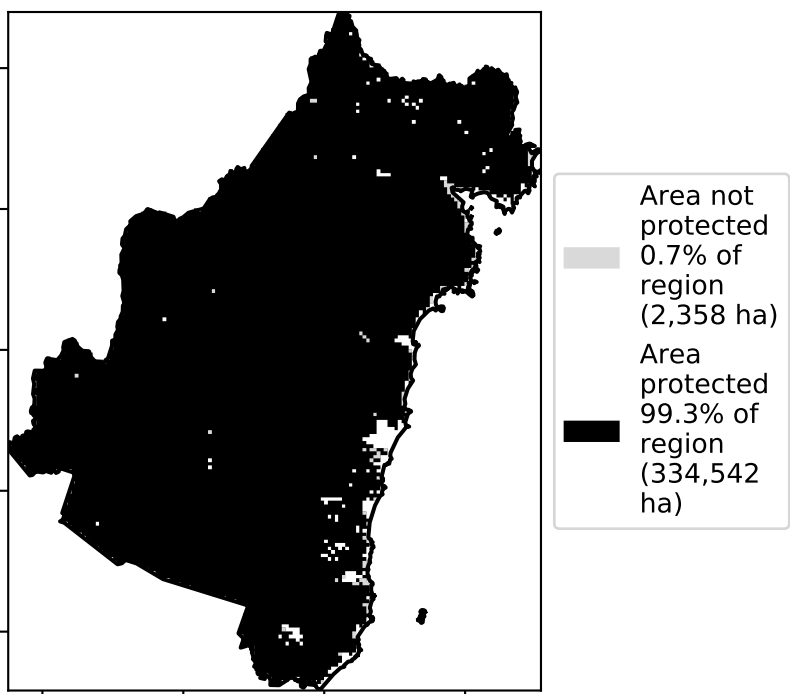 Area not
protected
0.7% of
region
(2,358 ha)
Area
protected
99.3% of
region
(334,542
ha)